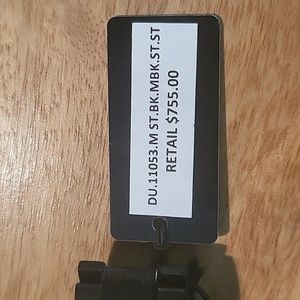 DU.11053.M ST.BK.MBK.ST.ST
RETAIL $755.00